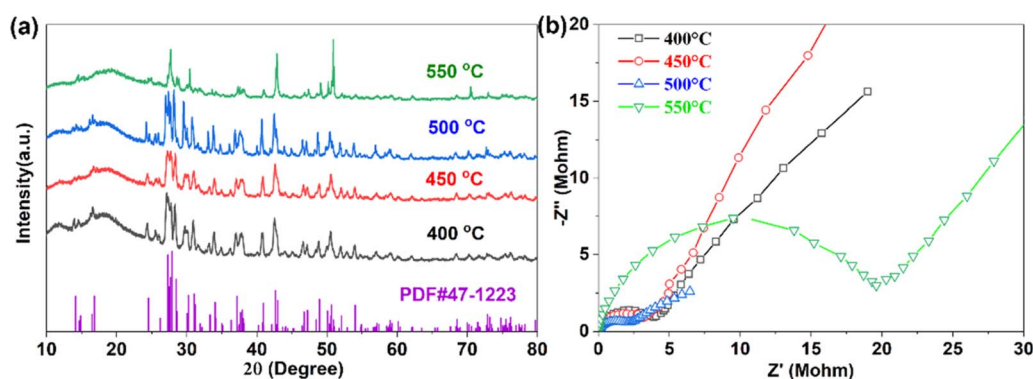 (a)
550 °C
500 °C
450 °C
400 °C
PDF#47-1223
Intensity(a.u.)
10 20 30 40 50 60 70 80
2θ (Degree)
(b)
400°C
450°C
500°C
550°C
20
15
10
5
0
-Z'' (Mohm)
0 5 10 15 20 25 30
Z' (Mohm)